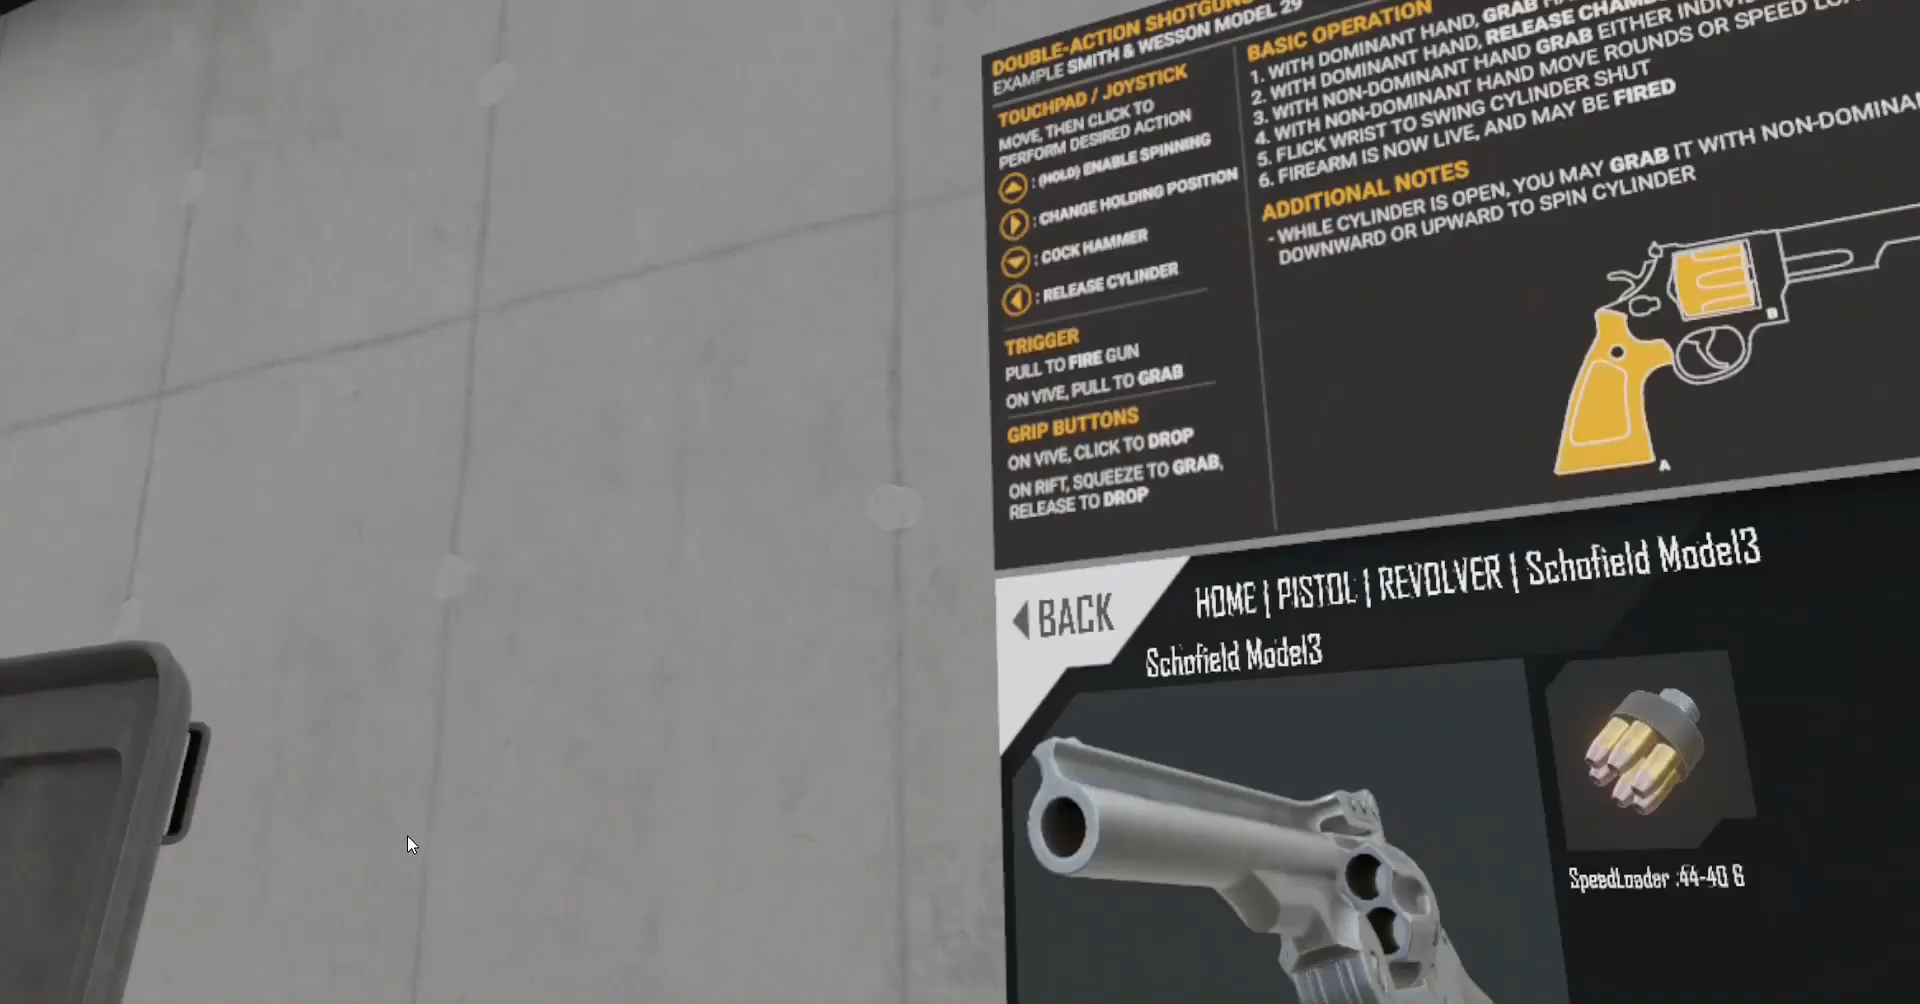 DOUBLE-ACTION SHOTGUNS
EXAMPLE SMITH & WESSON MODEL 29
TOUCHPAD / JOYSTICK
MOVE, THEN CLICK TO
PERFORM DESIRED ACTION
: (HOLD) ENABLE SPINNING
: CHANGE HOLDING POSITION
: COCK HAMMER
: RELEASE CYLINDER
TRIGGER
PULL TO FIRE GUN
ON VIVE, PULL TO GRAB
GRIP BUTTONS
ON VIVE, CLICK TO DROP
ON RIFT, SQUEEZE TO GRAB,
RELEASE TO DROP
BASIC OPERATION
1. WITH DOMINANT HAND, GRAB
2. WITH DOMINANT HAND, RELEASE
3. WITH NON-DOMINANT HAND GRAB EITHER
4. WITH NON-DOMINANT HAND MOVE ROUNDS OR SPEED
5. FLICK WRIST TO SWING CYLINDER SHUT
6. FIREARM IS NOW LIVE, AND MAY BE FIRED
ADDITIONAL NOTES
- WHILE CYLINDER IS OPEN, YOU MAY GRAB IT WITH
DOWNWARD OR UPWARD TO SPIN CYLINDER
A
B
BACK
HOME | PISTOL | REVOLVER | Schofield Model3
Schofield Model3
SpeedLoader .44-40 6